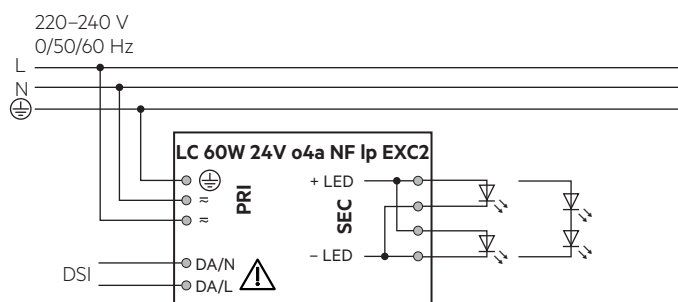 220–240 V
0/50/60 Hz
L
N
LC 60W 24V o4a NF lp EXC2
PRI
≂
≂
+ LED
SEC
– LED
DSI
DA/N
DA/L